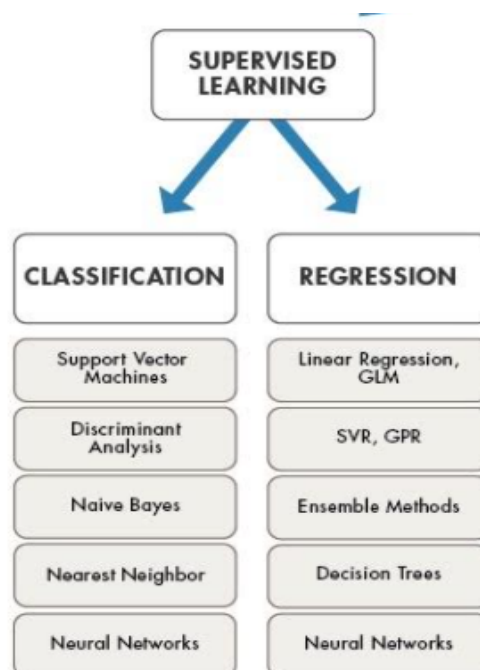 SUPERVISED
LEARNING
CLASSIFICATION
Support Vector
Machines
Discriminant
Analysis
Naive Bayes
Nearest Neighbor
Neural Networks
REGRESSION
Linear Regression,
GLM
SVR, GPR
Ensemble Methods
Decision Trees
Neural Networks